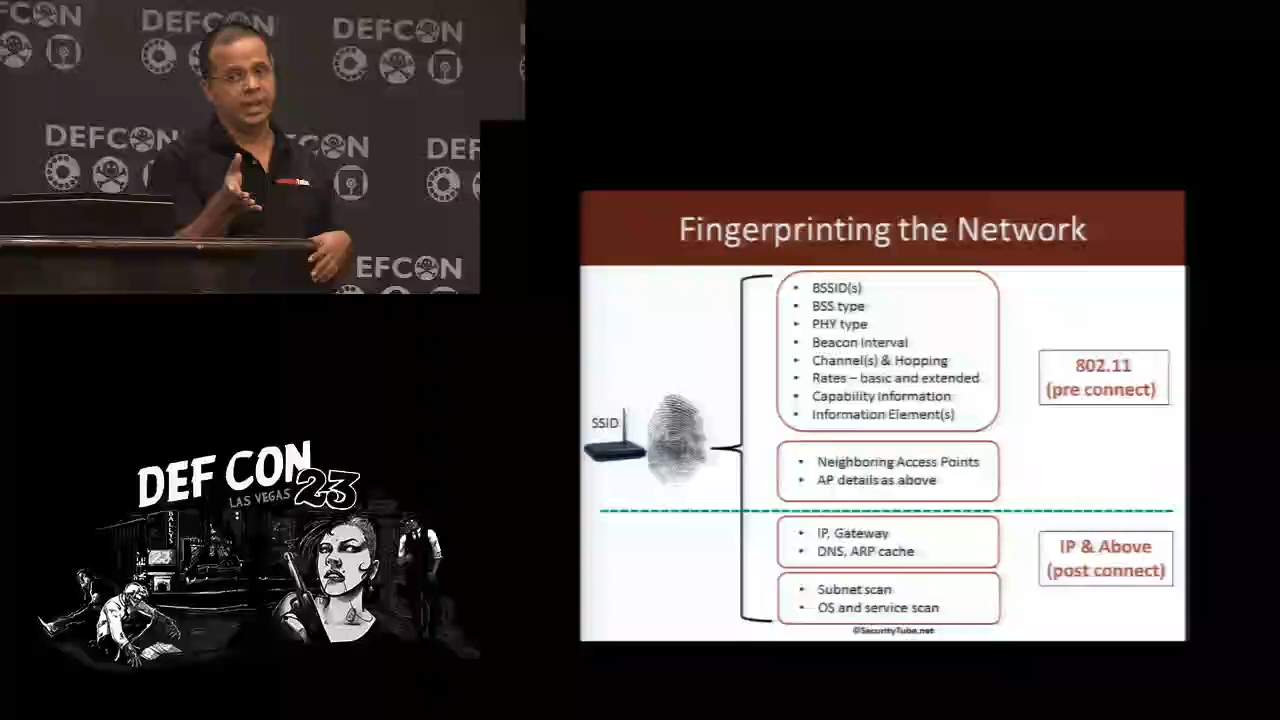 DEFCON
DEFCON
DEFCON
DEFCON
DEFCON
DEF
EFCON
Fingerprinting the Network
• BSSID(s)
• BSS type
• PHY type
• Beacon Interval
• Channel(s) & Hopping
• Rates – basic and extended
• Capability Information
• Information Element(s)
802.11
(pre connect)
SSID
• Neighboring Access Points
• AP details as above
• IP, Gateway
• DNS, ARP cache
IP & Above
(post connect)
• Subnet scan
• OS and service scan
©SecurityTube.net
DEF CON
LAS VEGAS 23
BALLYS